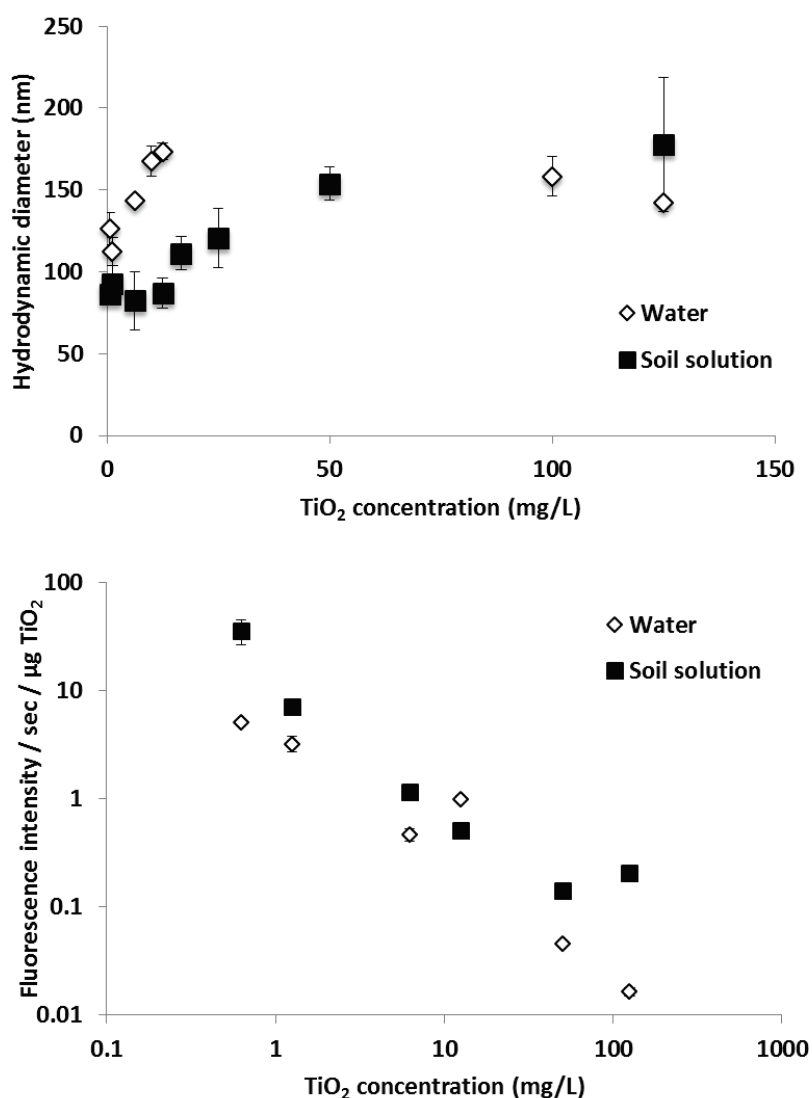 250
200
150
100
50
0
Hydrodynamic diameter (nm)
Water
Soil solution
0 50 100 150
TiO₂ concentration (mg/L)
100
10
1
0.1
0.01
Fluorescence intensity / sec / µg TiO₂
Water
Soil solution
0.1 1 10 100 1000
TiO₂ concentration (mg/L)